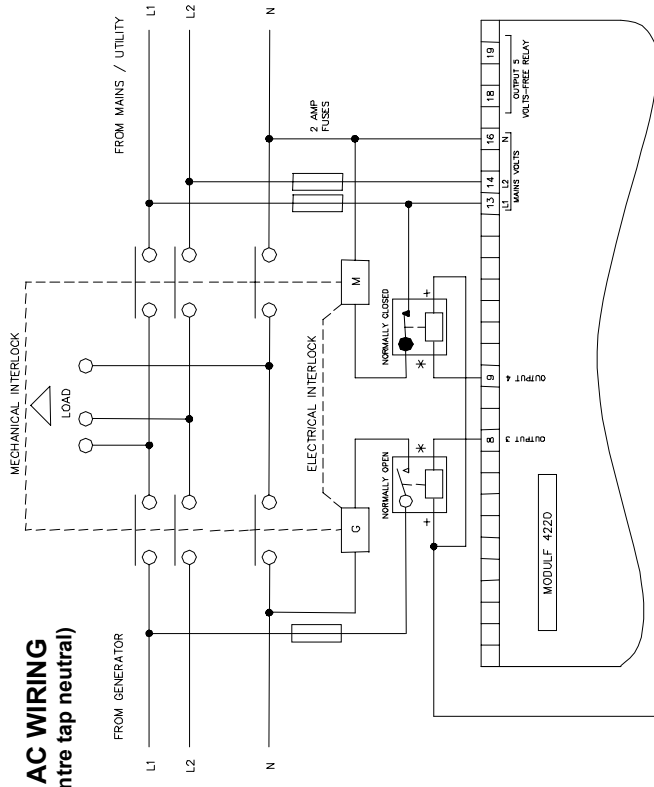 AC WIRING
ntre tap neutral)
MECHANICAL INTERLOCK
LOAD
FROM GENERATOR
FROM MAINS / UTILITY
L1
L2
N
L1
L2
N
2 AMP
FUSES
ELECTRICAL INTERLOCK
G
M
NORMALLY OPEN
NORMALLY CLOSED
+
*
*
+
8
9
13
14
16
18
19
OUTPUT 3
OUTPUT 4
L1
L2
N
MAINS VOLTS
OUTPUT 5
VOLTS-FREE RELAY
MODULF 4220